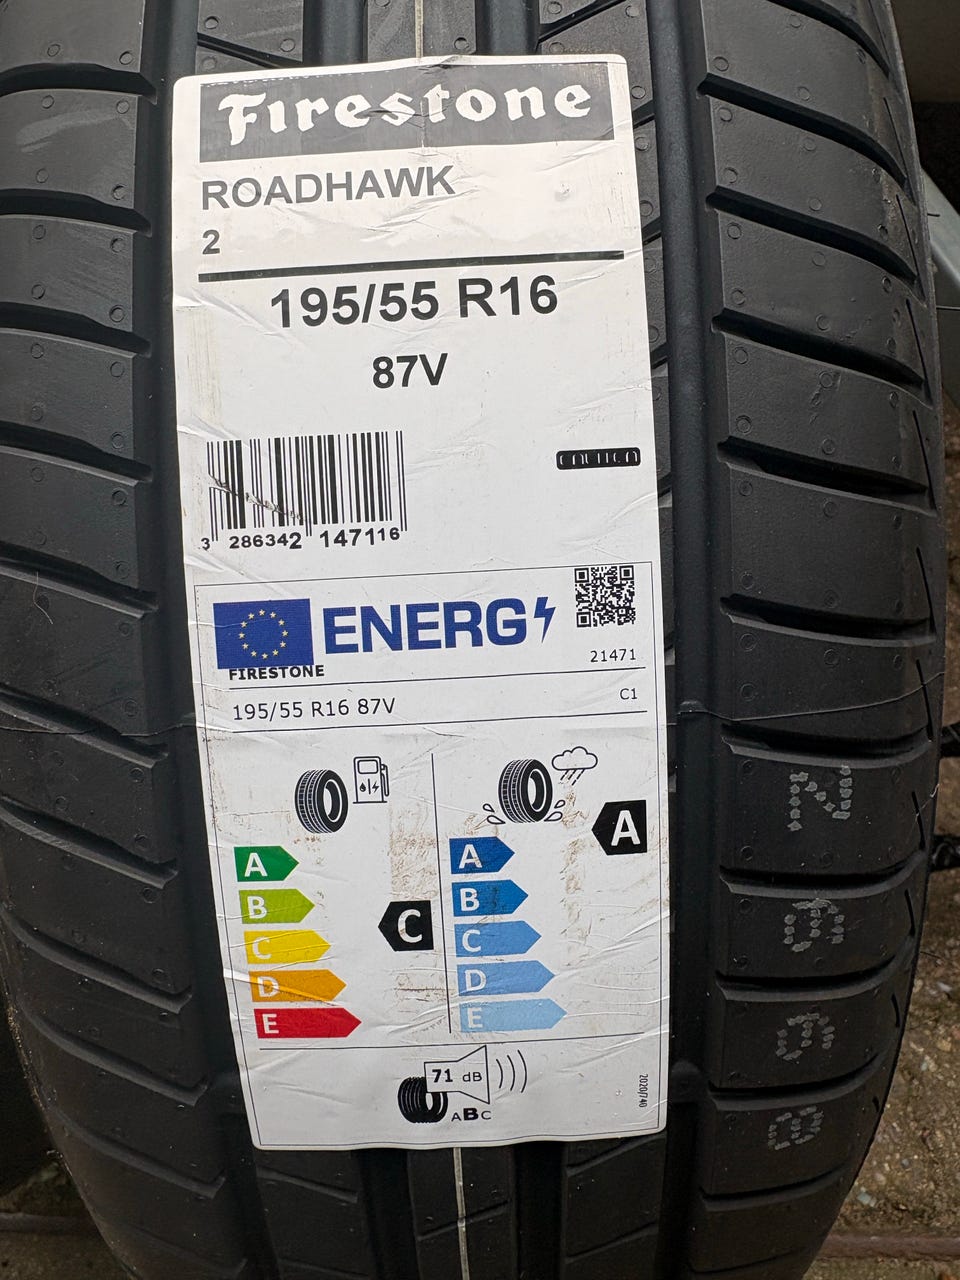 Firestone
ROADHAWK
2
195/55 R16
87V
3 286342 147116
ENERG
FIRESTONE
21471
195/55 R16 87V
C1
A
B
C
D
E
C
A
B
C
D
E
A
71 dB
ABC
2020/740